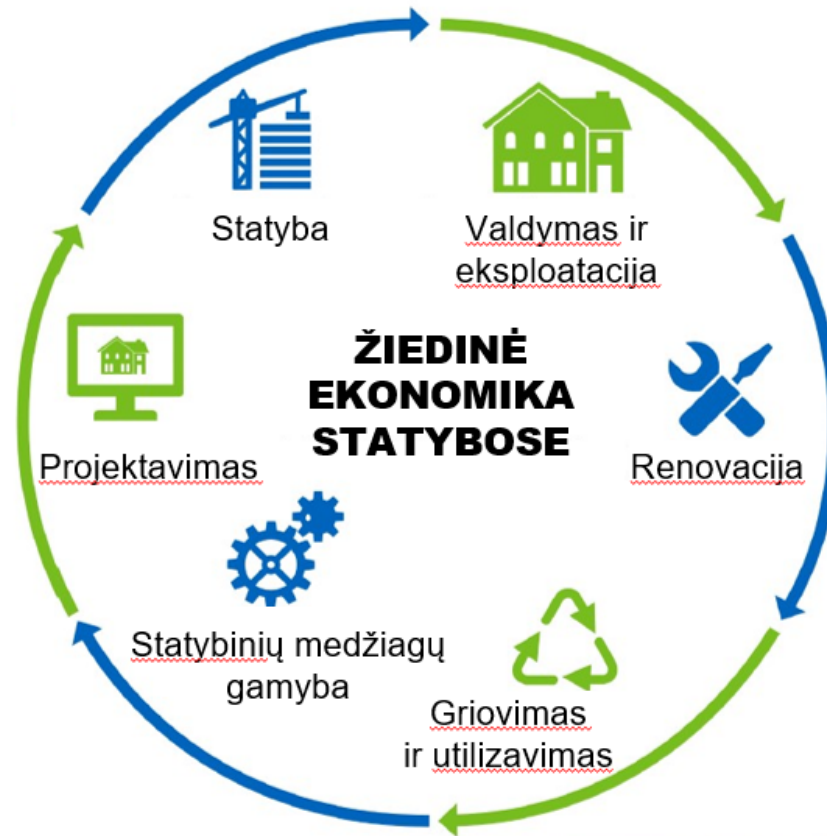 Statyba
Valdymas ir
eksploatacija
ŽIEDINĖ
EKONOMIKA
STATYBOSE
Projektavimas
Renovacija
Statybinių medžiagų
gamyba
Griovimas
ir utilizavimas